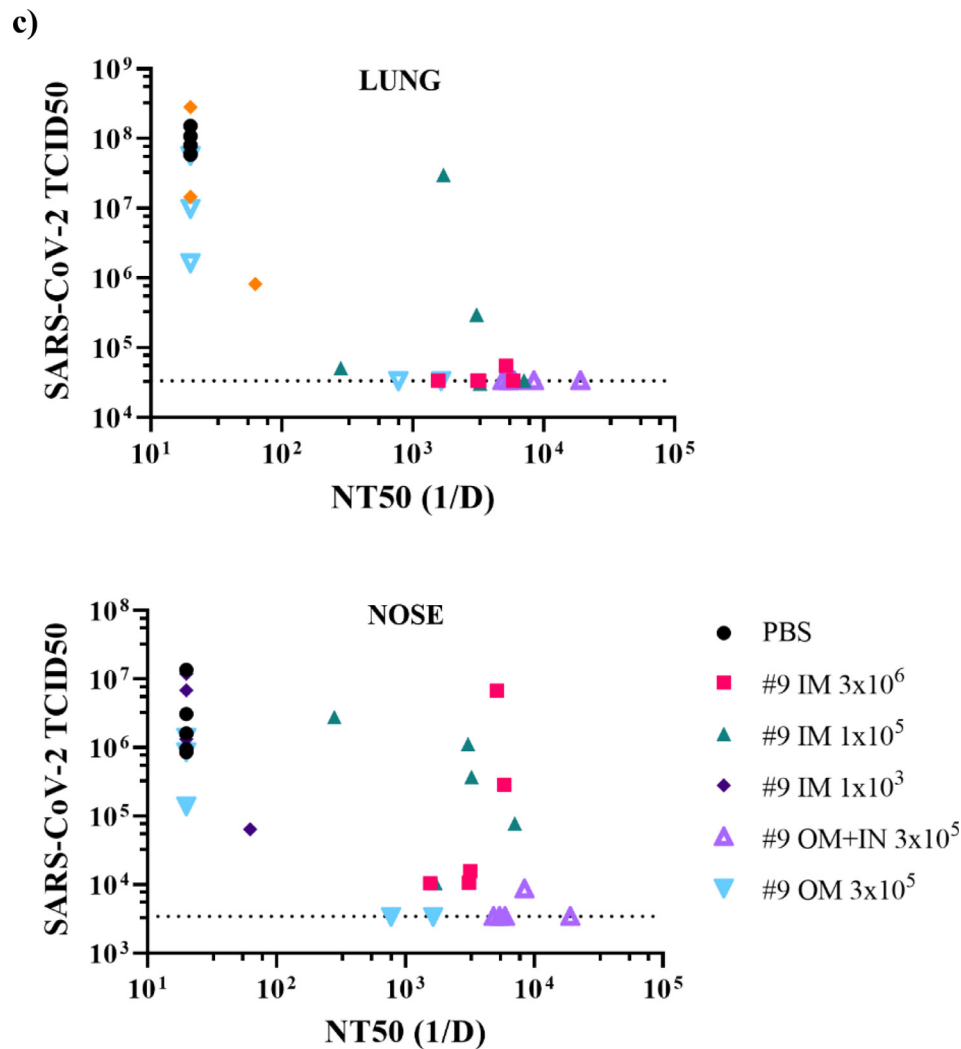 c)
LUNG
SARS-CoV-2 TCID50
10⁹
10⁸
10⁷
10⁶
10⁵
10⁴
10¹ 10² 10³ 10⁴ 10⁵
NT50 (1/D)
NOSE
SARS-CoV-2 TCID50
10⁸
10⁷
10⁶
10⁵
10⁴
10³
10¹ 10² 10³ 10⁴ 10⁵
NT50 (1/D)
PBS
#9 IM 3x10⁶
#9 IM 1x10⁵
#9 IM 1x10³
#9 OM+IN 3x10⁵
#9 OM 3x10⁵